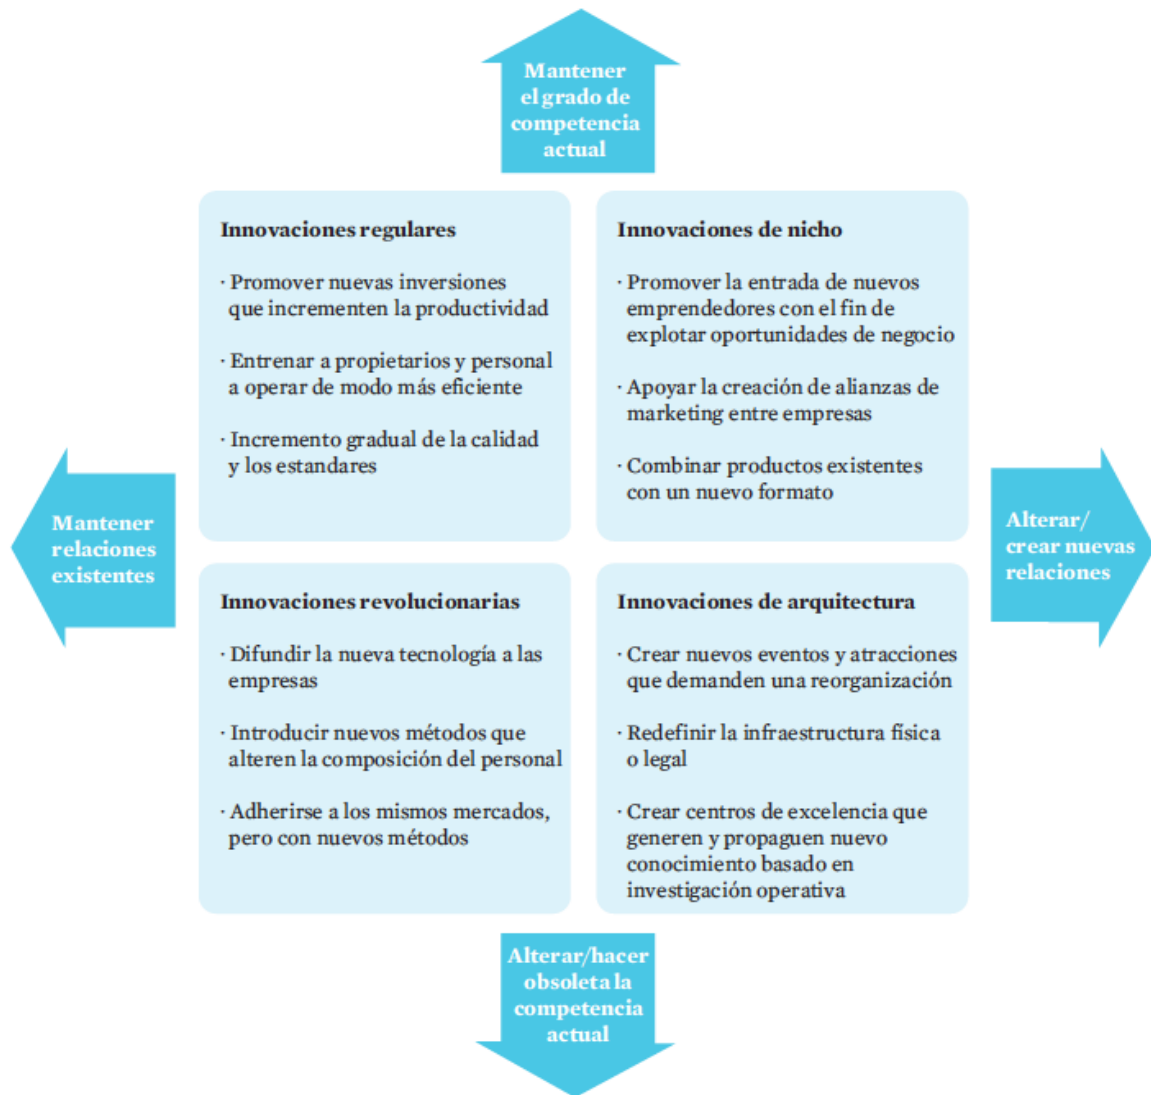 Mantener
el grado de
competencia
actual
Innovaciones regulares
· Promover nuevas inversiones
que incrementen la productividad
· Entrenar a propietarios y personal
a operar de modo más eficiente
· Incremento gradual de la calidad
y los estandares
Innovaciones de nicho
· Promover la entrada de nuevos
emprendedores con el fin de
explotar oportunidades de negocio
· Apoyar la creación de alianzas de
marketing entre empresas
· Combinar productos existentes
con un nuevo formato
Mantener
relaciones
existentes
Alterar/
crear nuevas
relaciones
Innovaciones revolucionarias
· Difundir la nueva tecnología a las
empresas
· Introducir nuevos métodos que
alteren la composición del personal
· Adherirse a los mismos mercados,
pero con nuevos métodos
Innovaciones de arquitectura
· Crear nuevos eventos y atracciones
que demanden una reorganización
· Redefinir la infraestructura física
o legal
· Crear centros de excelencia que
generen y propaguen nuevo
conocimiento basado en
investigación operativa
Alterar/hacer
obsoleta la
competencia
actual